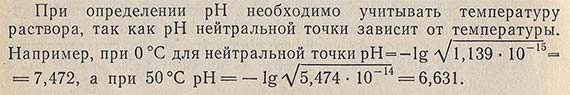 При определении pH необходимо учитывать температуру
раствора, так как pH нейтральной точки зависит от температуры.
Например, при 0 °C для нейтральной точки pH=−lg √1,139 · 10⁻¹⁵=
= 7,472, а при 50 °C pH = − lg √5,474 · 10⁻¹⁴ = 6,631.